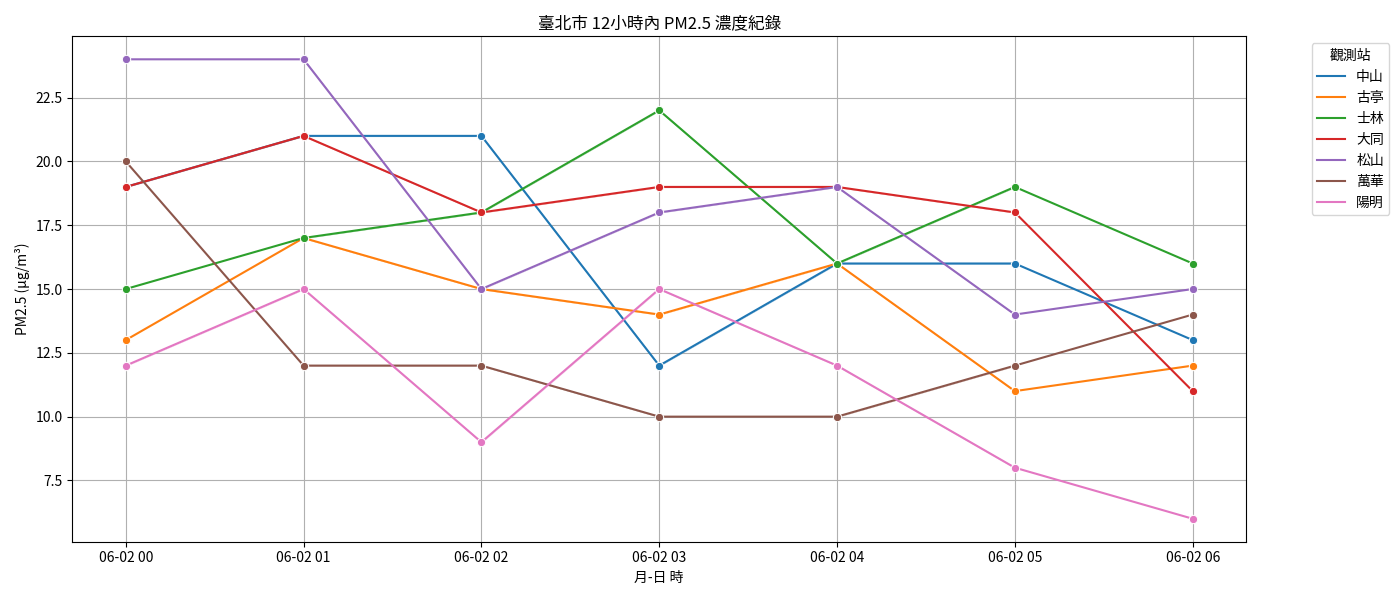 臺北市 12小時內 PM2.5 濃度紀錄
觀測站
中山
古亭
士林
大同
松山
萬華
陽明
PM2.5 (μg/m³)
22.5
20.0
17.5
15.0
12.5
10.0
7.5
06-02 00
06-02 01
06-02 02
06-02 03
06-02 04
06-02 05
06-02 06
月-日 時